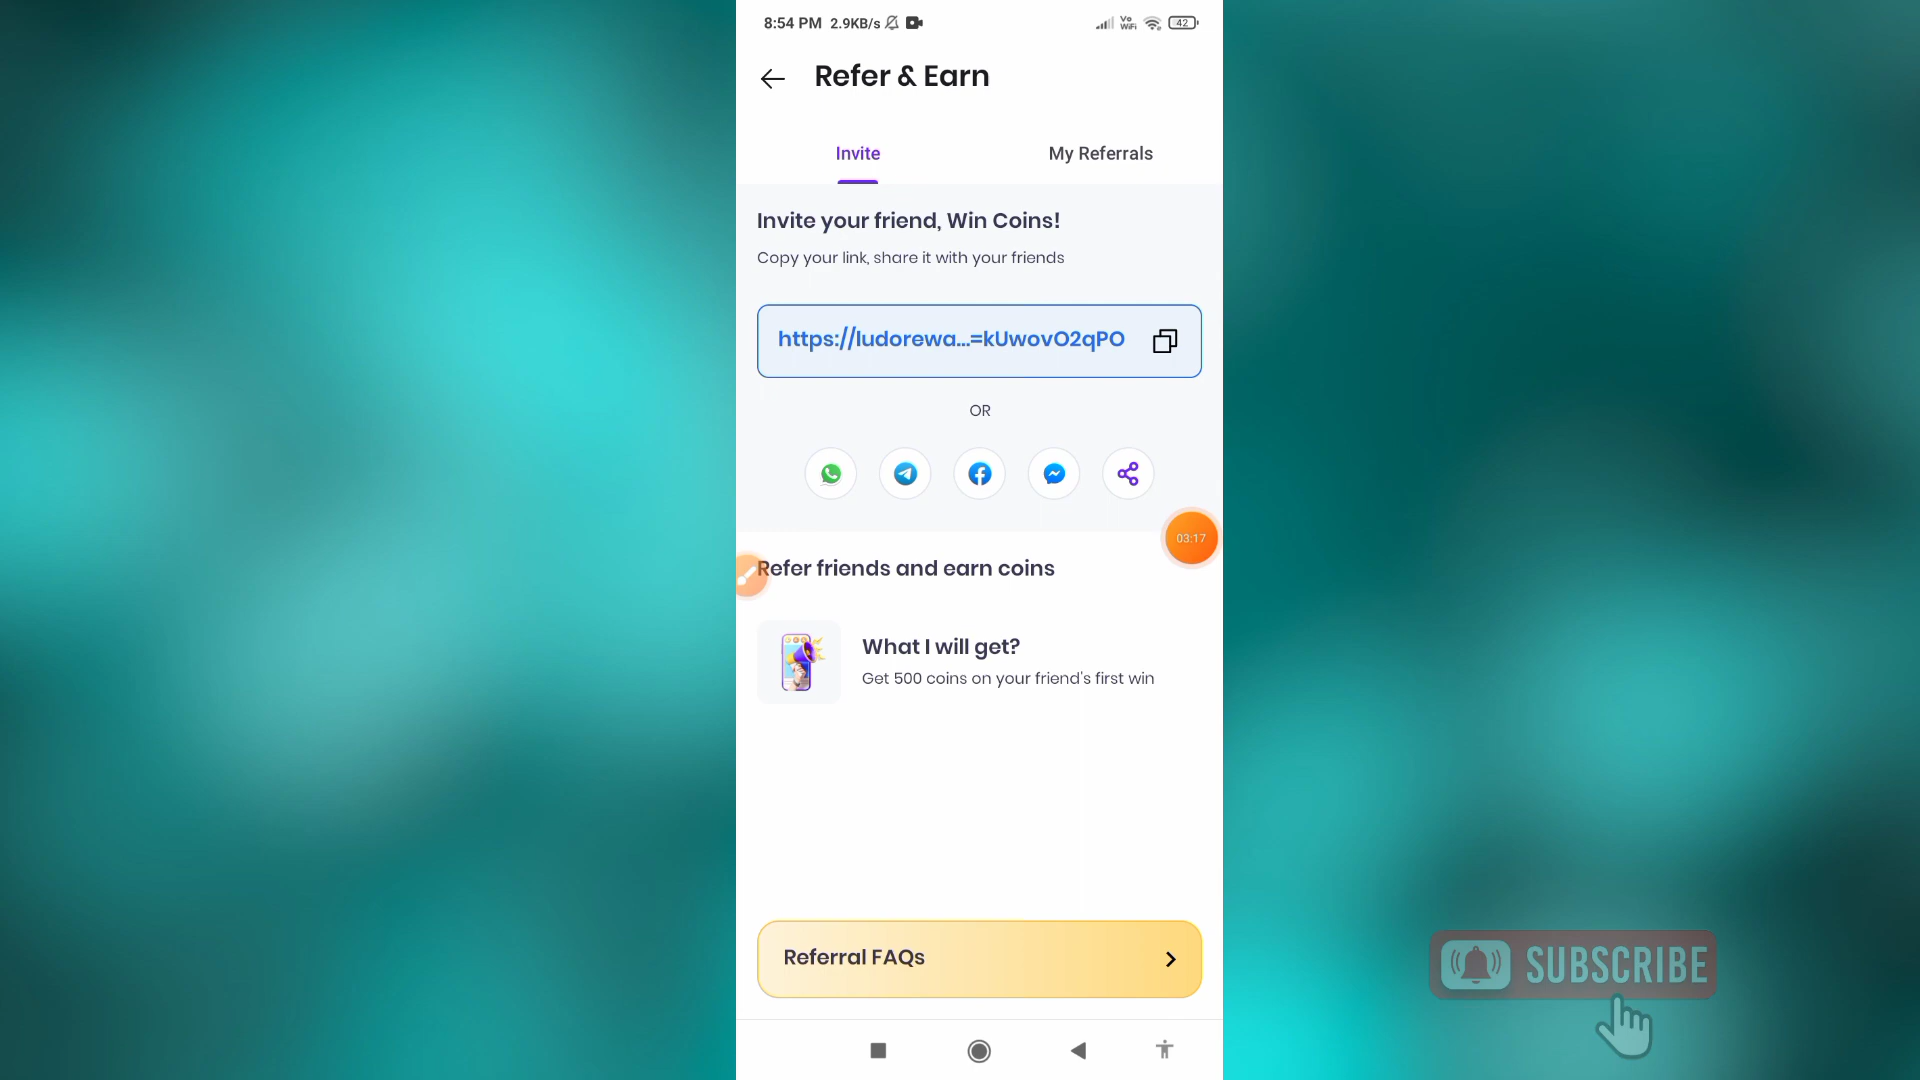 8:54 PM 2.9KB/s
Vo
WiFi
42
Refer & Earn
Invite
My Referrals
Invite your friend, Win Coins!
Copy your link, share it with your friends
https://ludorewa...=kUwovO2qPO
OR
03:17
Refer friends and earn coins
What I will get?
Get 500 coins on your friend's first win
Referral FAQs
SUBSCRIBE